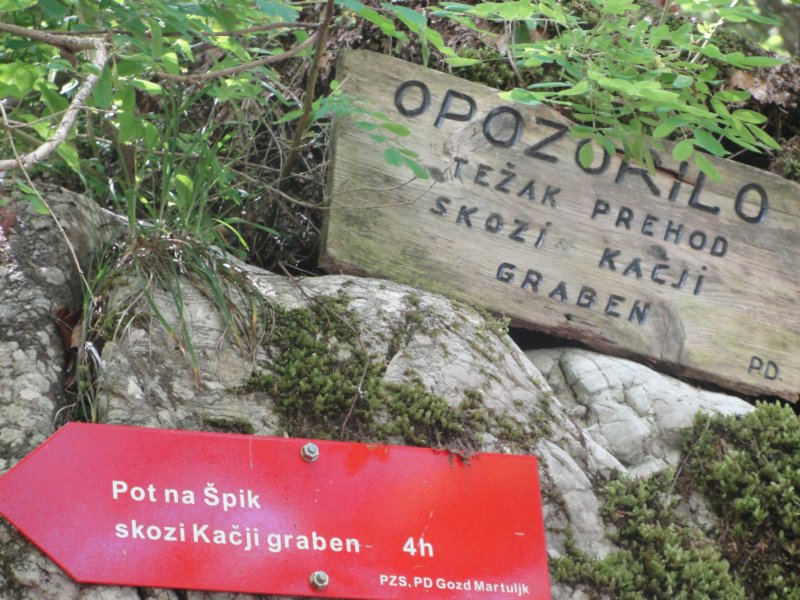 OPOZORILO
TEŽAK PREHOD
SKOZI KAČJI
GRABEN
PD.
Pot na Špik
skozi Kačji graben 4h
PZS, PD Gozd Martuljk